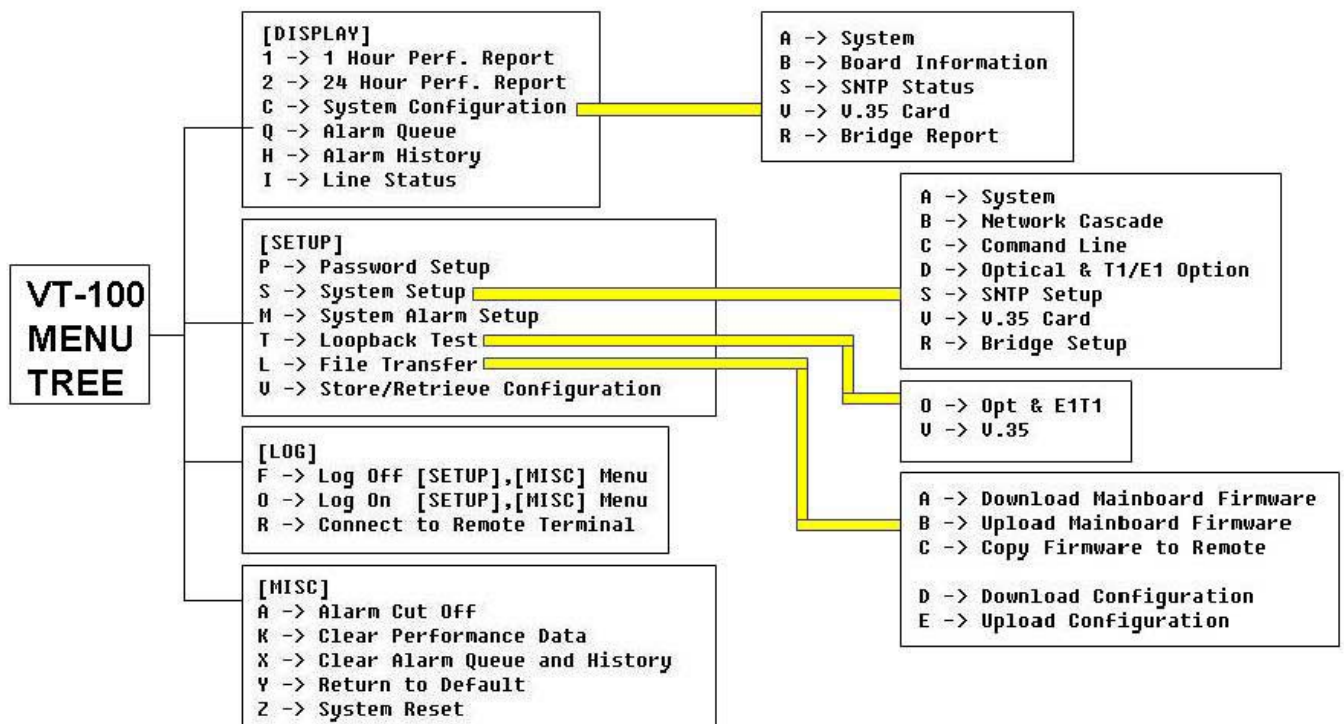 VT-100
MENU
TREE
[DISPLAY]
1 -> 1 Hour Perf. Report
2 -> 24 Hour Perf. Report
C -> System Configuration
Q -> Alarm Queue
H -> Alarm History
I -> Line Status
A -> System
B -> Board Information
S -> SNTP Status
V -> V.35 Card
R -> Bridge Report
[SETUP]
P -> Password Setup
S -> System Setup
M -> System Alarm Setup
T -> Loopback Test
L -> File Transfer
V -> Store/Retrieve Configuration
A -> System
B -> Network Cascade
C -> Command Line
D -> Optical & T1/E1 Option
S -> SNTP Setup
V -> V.35 Card
R -> Bridge Setup
O -> Opt & E1T1
V -> V.35
A -> Download Mainboard Firmware
B -> Upload Mainboard Firmware
C -> Copy Firmware to Remote
D -> Download Configuration
E -> Upload Configuration
[LOG]
F -> Log Off [SETUP],[MISC] Menu
O -> Log On [SETUP],[MISC] Menu
R -> Connect to Remote Terminal
[MISC]
A -> Alarm Cut Off
K -> Clear Performance Data
X -> Clear Alarm Queue and History
Y -> Return to Default
Z -> System Reset